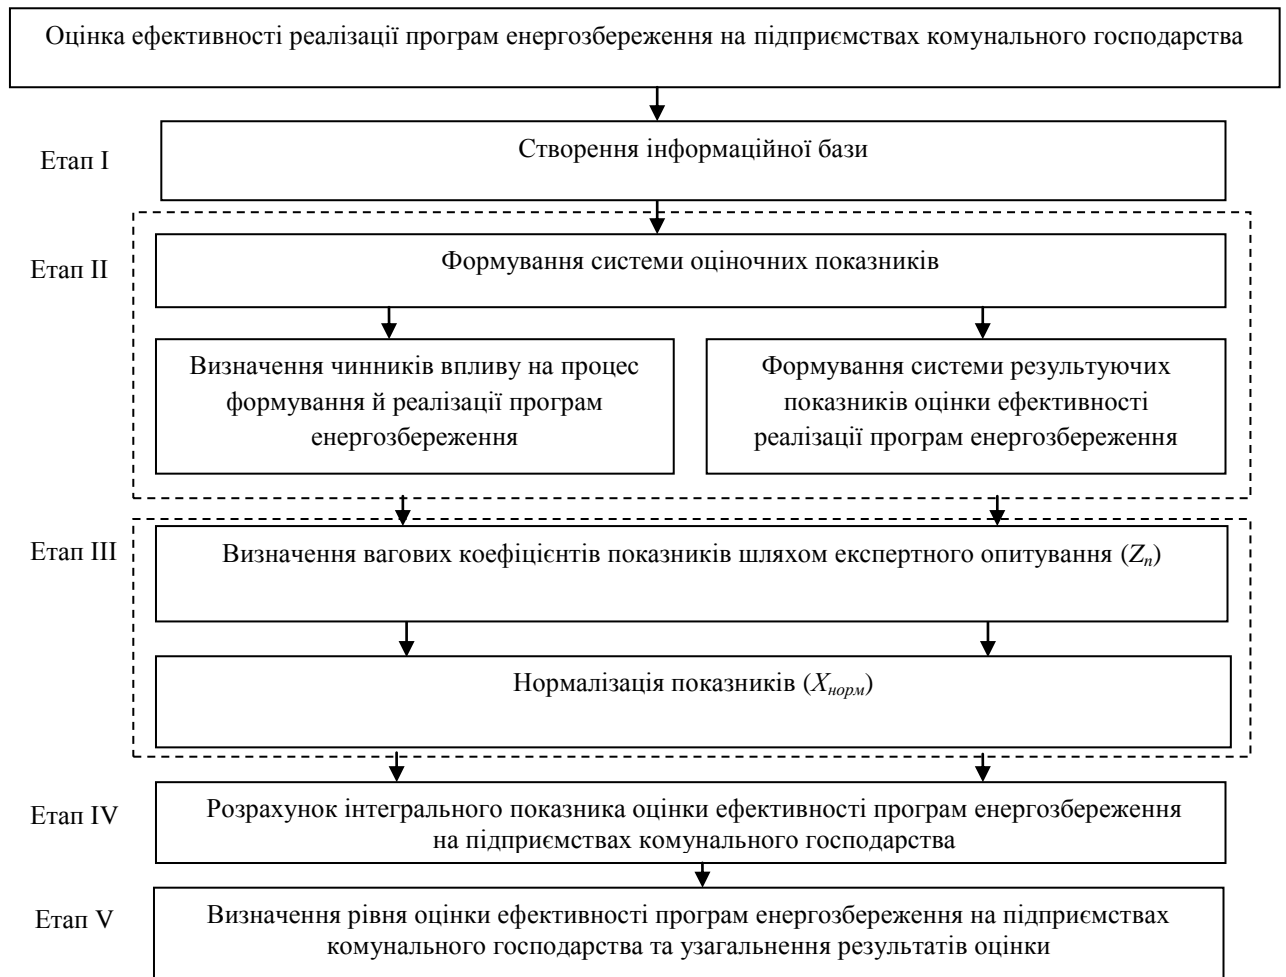 Оцінка ефективності реалізації програм енергозбереження на підприємствах комунального господарства
Етап I
Створення інформаційної бази
Етап II
Формування системи оціночних показників
Визначення чинників впливу на процес
формування й реалізації програм
енергозбереження
Формування системи результуючих
показників оцінки ефективності
реалізації програм енергозбереження
Етап III
Визначення вагових коефіцієнтів показників шляхом експертного опитування (Zn)
Нормалізація показників (Xнорм)
Етап IV
Розрахунок інтегрального показника оцінки ефективності програм енергозбереження
на підприємствах комунального господарства
Етап V
Визначення рівня оцінки ефективності програм енергозбереження на підприємствах
комунального господарства та узагальнення результатів оцінки